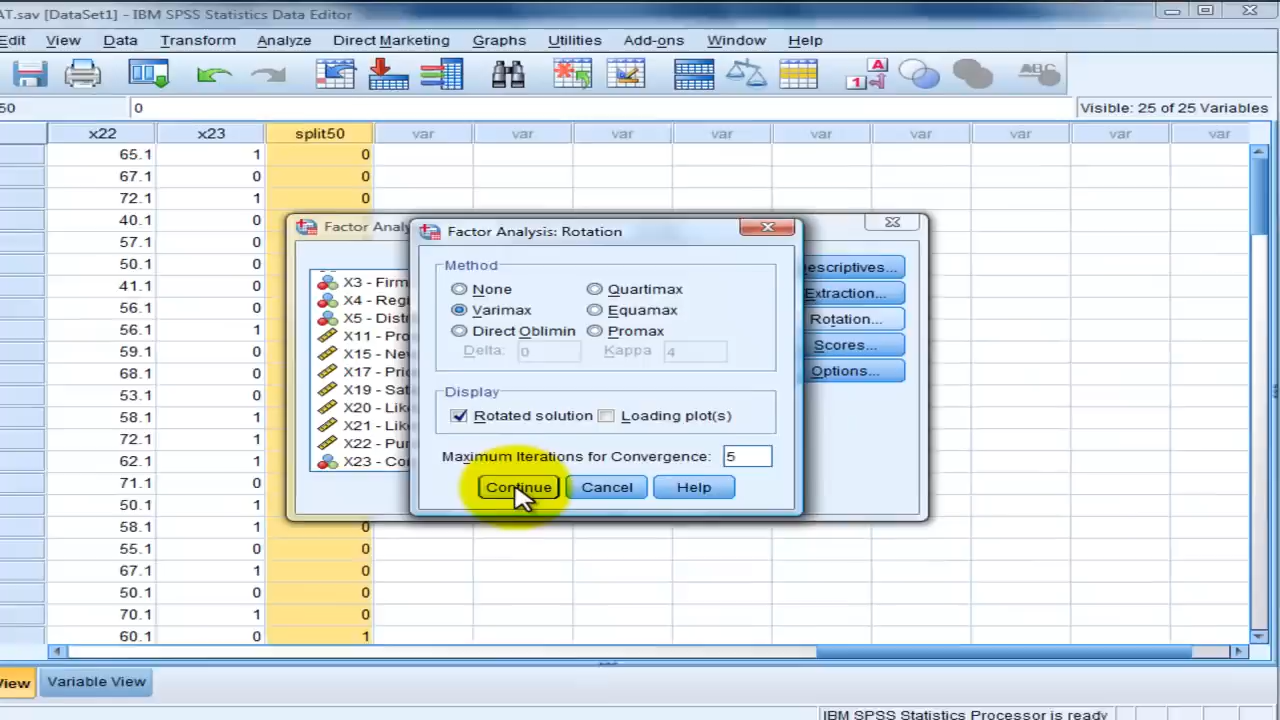 AT.sav [DataSet1] - IBM SPSS Statistics Data Editor
Edit View Data Transform Analyze Direct Marketing Graphs Utilities Add-ons Window Help
50 0 Visible: 25 of 25 Variables
x22 x23 split50 var var var var var var var var var
65.1 1 0
67.1 0 0
72.1 1 0
40.1 0
57.1 0
50.1 0
41.1 0
56.1 0
56.1 1
59.1 0
68.1 0
53.1 0
58.1 1
72.1 1
62.1 1
71.1 0
50.1 1
58.1 1 0
55.1 0 0
67.1 1 0
50.0 0 0
70.1 1 0
60.1 0 1
Factor Analy
X3 - Firm
X4 - Regi
X5 - Distr
X11 - Pro
X15 - Nev
X17 - Pric
X19 - Sat
X20 - Like
X21 - Like
X22 - Pur
X23 - Co
Descriptives...
Extraction...
Rotation...
Scores...
Options...
Factor Analysis: Rotation
Method
None Quartimax
Varimax Equamax
Direct Oblimin Promax
Delta: 0 Kappa 4
Display
Rotated solution Loading plot(s)
Maximum Iterations for Convergence: 5
Continue Cancel Help
View Variable View
IBM SPSS Statistics Processor is ready